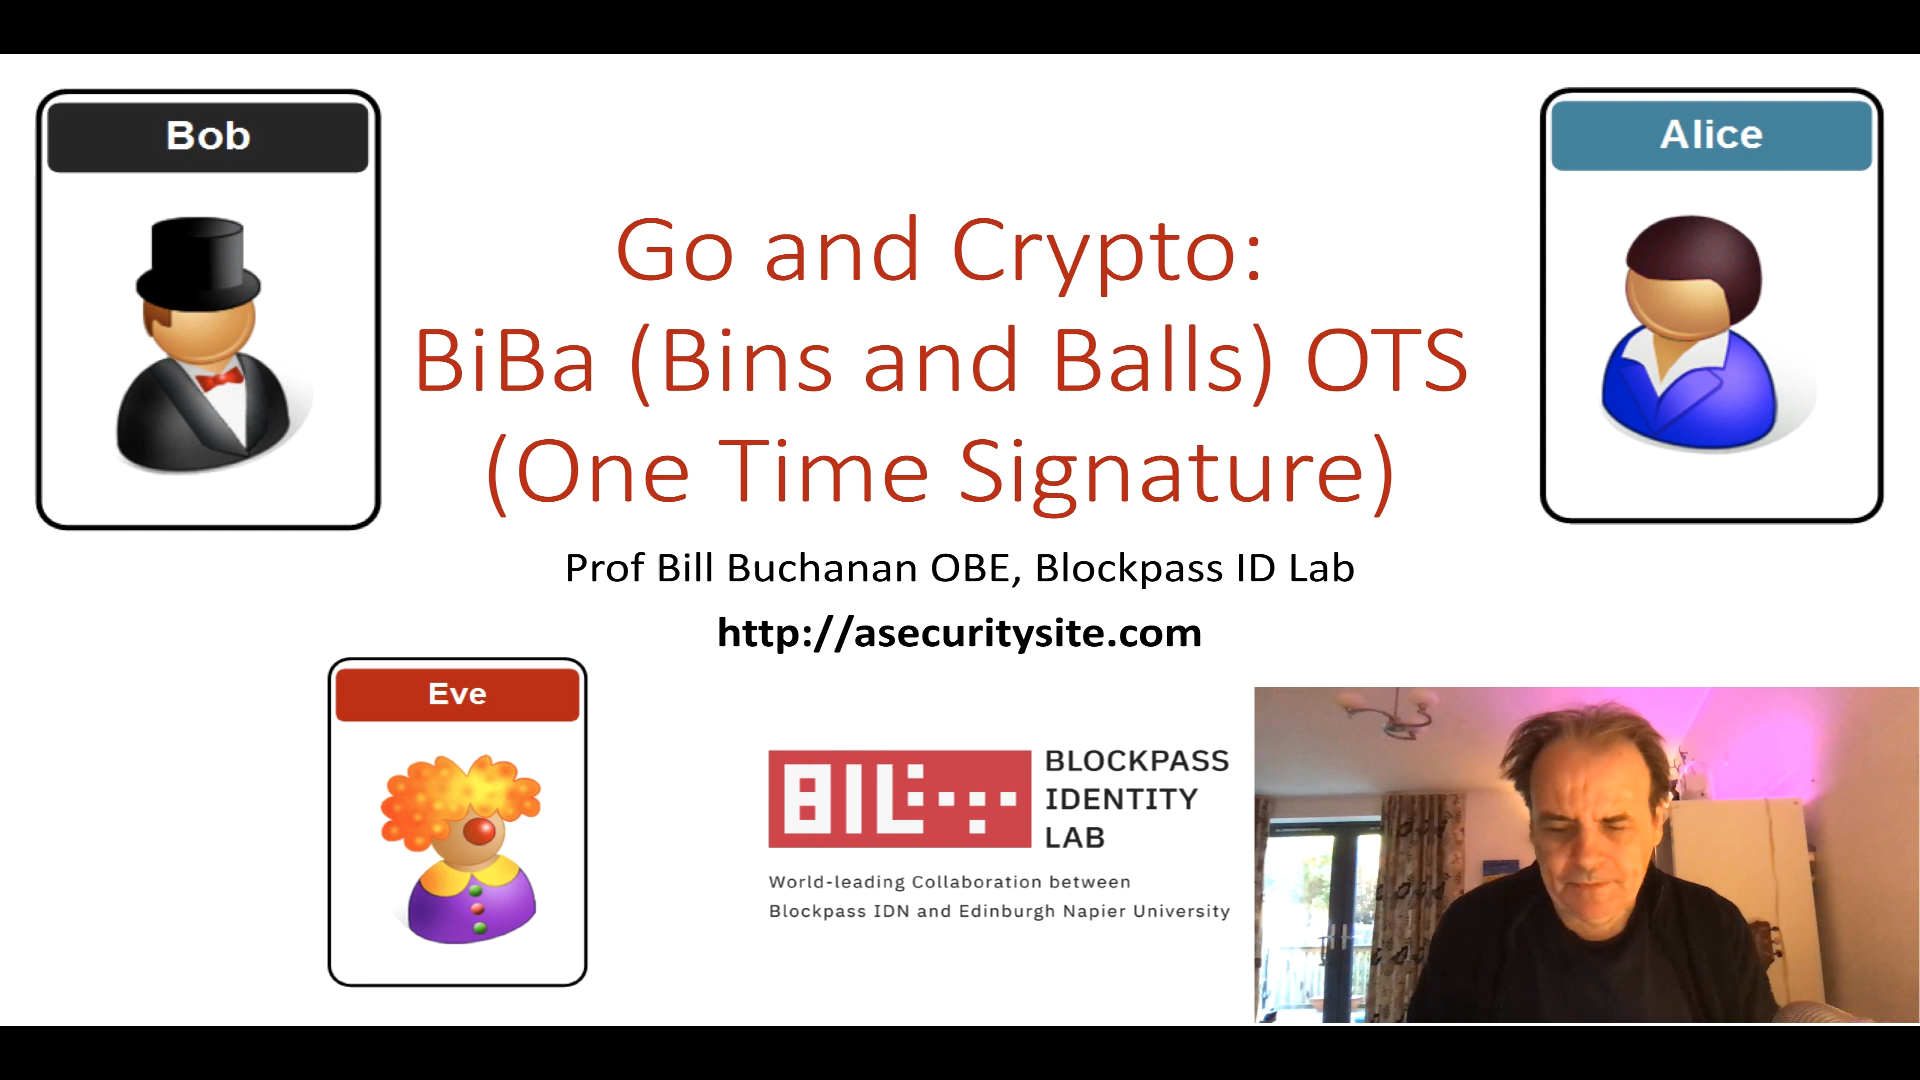 Bob
Alice
Go and Crypto:
BiBa (Bins and Balls) OTS
(One Time Signature)
Prof Bill Buchanan OBE, Blockpass ID Lab
http://asecuritysite.com
Eve
BLOCKPASS
IDENTITY
LAB
World-leading Collaboration between
Blockpass IDN and Edinburgh Napier University